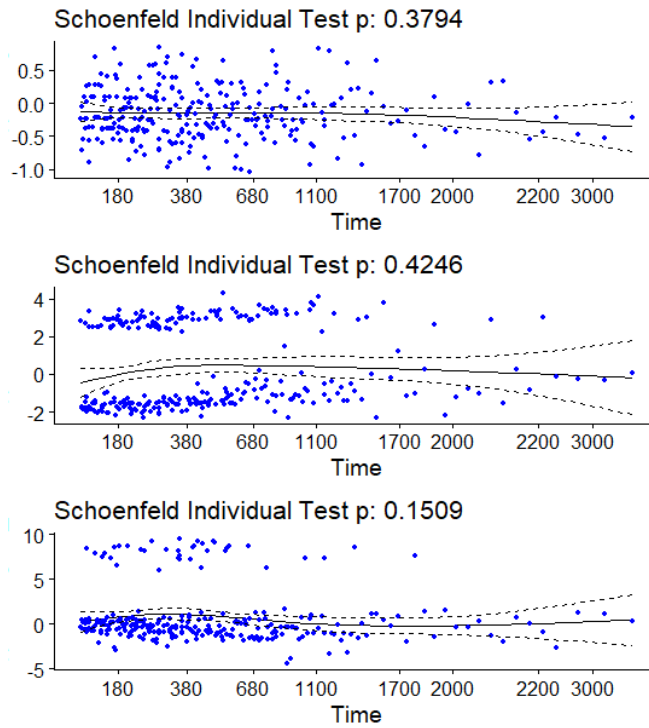 Schoenfeld Individual Test p: 0.3794
0.5
0.0
-0.5
-1.0
180 380 680 1100 1700 2000 2200 3000
Time
Schoenfeld Individual Test p: 0.4246
4
2
0
-2
180 380 680 1100 1700 2000 2200 3000
Time
Schoenfeld Individual Test p: 0.1509
10
5
0
-5
180 380 680 1100 1700 2000 2200 3000
Time